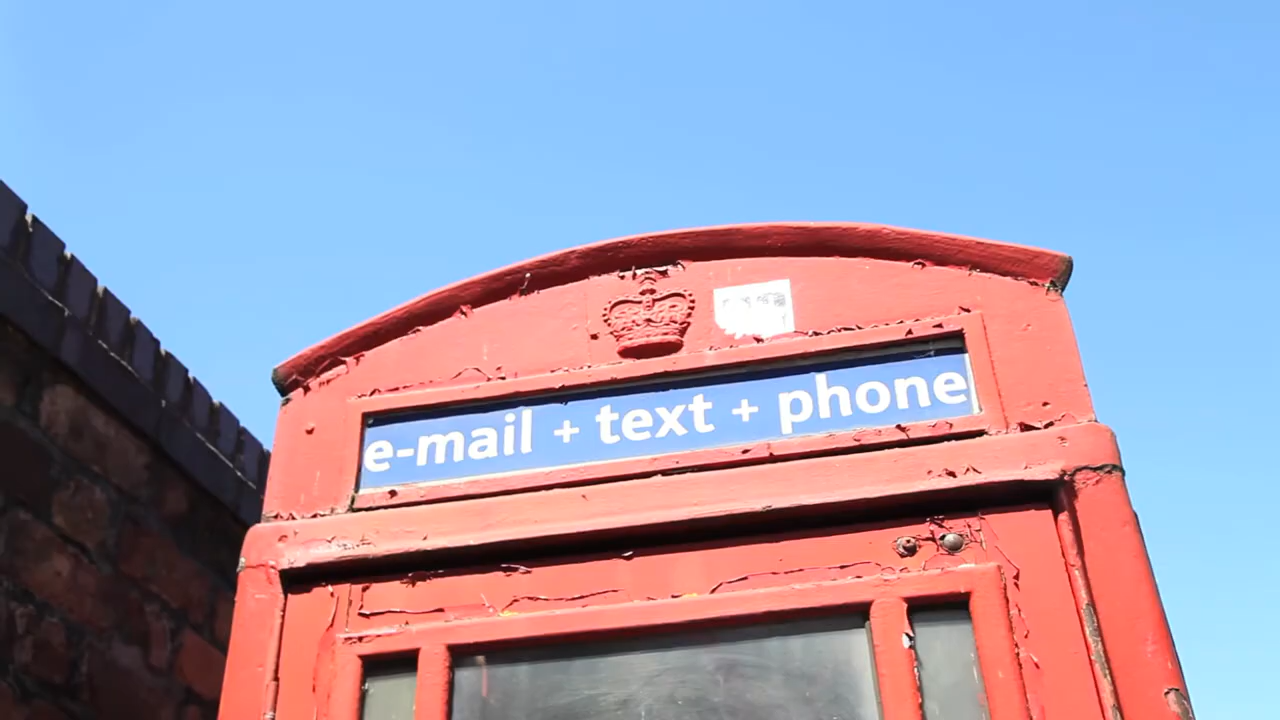 e-mail + text + phone